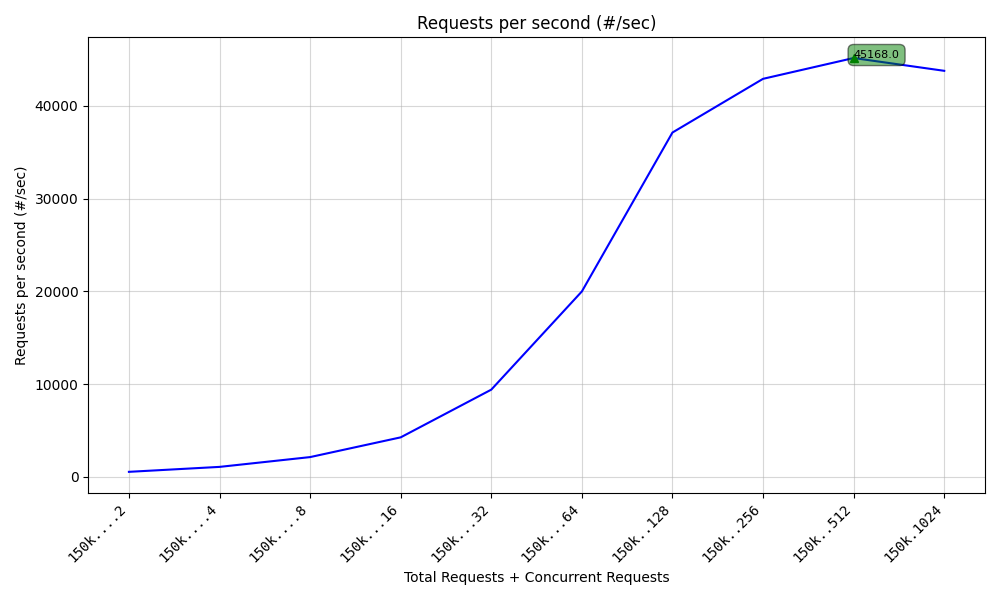 Requests per second (#/sec)
45168.0
Requests per second (#/sec)
40000
30000
20000
10000
0
150k....2
150k....4
150k....8
150k...16
150k...32
150k...64
150k..128
150k..256
150k..512
150k.1024
Total Requests + Concurrent Requests